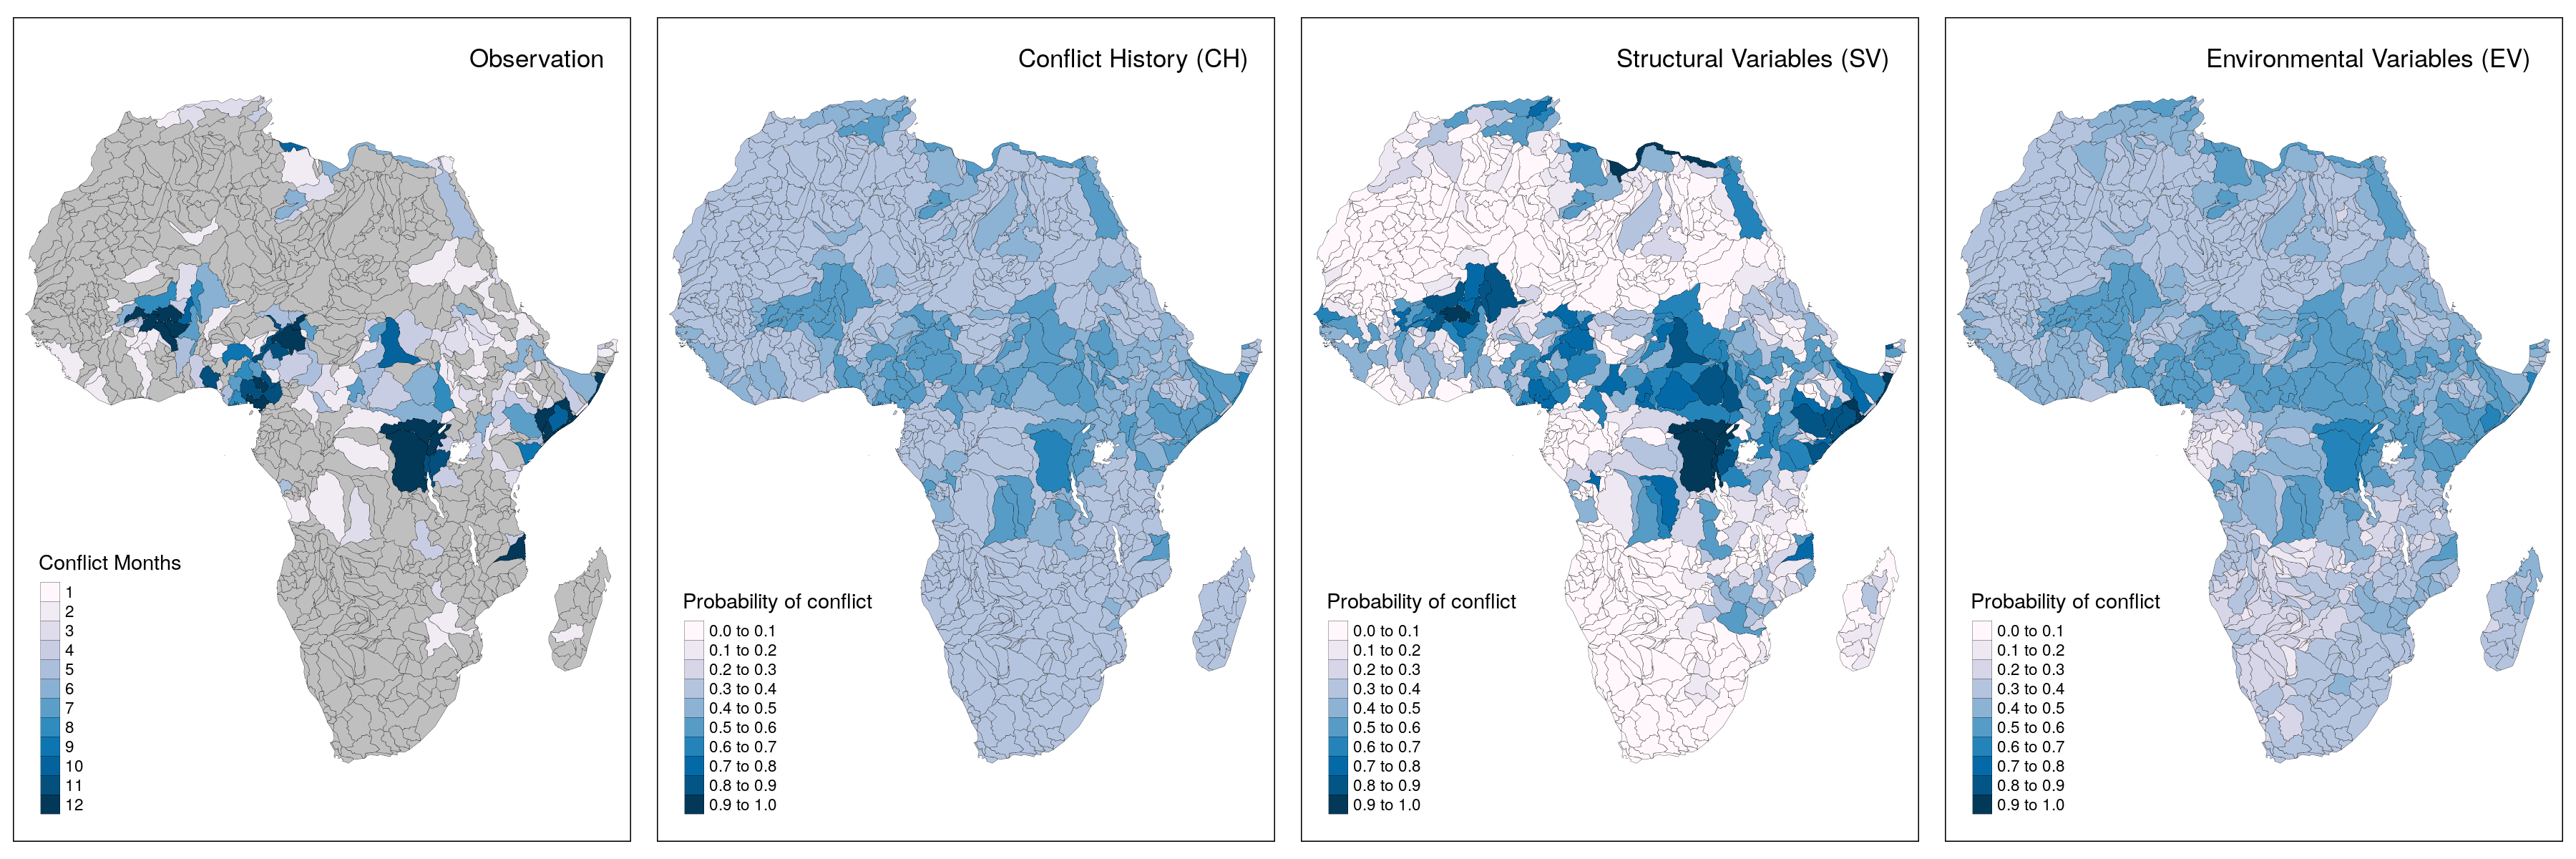 Observation
Conflict Months
1
2
3
4
5
6
7
8
9
10
11
12
Conflict History (CH)
Probability of conflict
0.0 to 0.1
0.1 to 0.2
0.2 to 0.3
0.3 to 0.4
0.4 to 0.5
0.5 to 0.6
0.6 to 0.7
0.7 to 0.8
0.8 to 0.9
0.9 to 1.0
Structural Variables (SV)
Probability of conflict
0.0 to 0.1
0.1 to 0.2
0.2 to 0.3
0.3 to 0.4
0.4 to 0.5
0.5 to 0.6
0.6 to 0.7
0.7 to 0.8
0.8 to 0.9
0.9 to 1.0
Environmental Variables (EV)
Probability of conflict
0.0 to 0.1
0.1 to 0.2
0.2 to 0.3
0.3 to 0.4
0.4 to 0.5
0.5 to 0.6
0.6 to 0.7
0.7 to 0.8
0.8 to 0.9
0.9 to 1.0